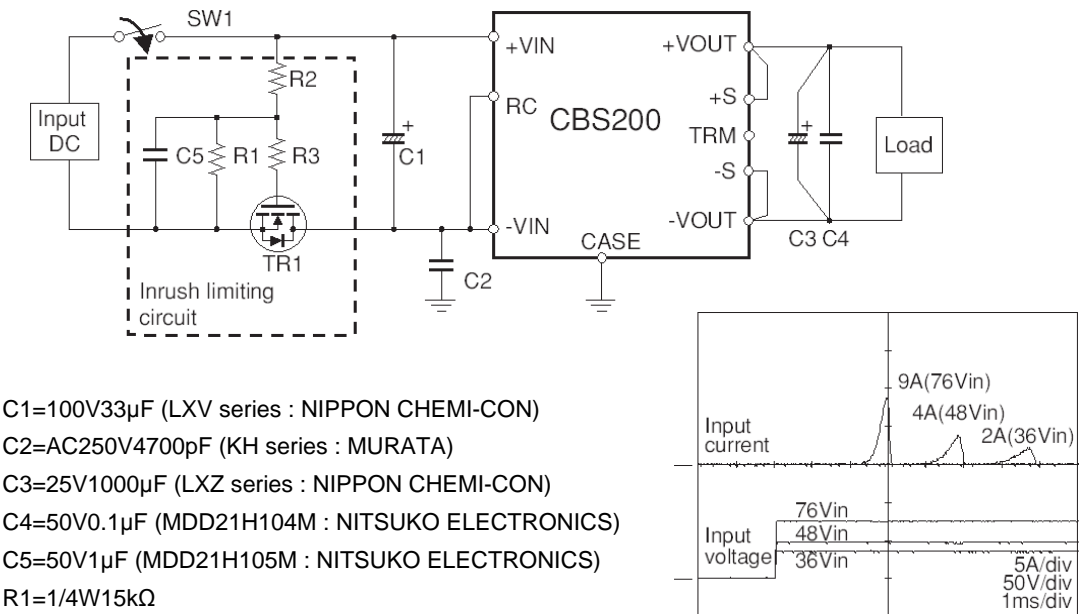 SW1
+VIN
+VOUT
R2
RC
CBS200
+S
Input
DC
TRM
Load
C5
R1
R3
+
C1
+
-S
-VIN
-VOUT
TR1
CASE
C3 C4
C2
Inrush limiting
circuit
C1=100V33µF (LXV series : NIPPON CHEMI-CON)
C2=AC250V4700pF (KH series : MURATA)
C3=25V1000µF (LXZ series : NIPPON CHEMI-CON)
C4=50V0.1µF (MDD21H104M : NITSUKO ELECTRONICS)
C5=50V1µF (MDD21H105M : NITSUKO ELECTRONICS)
R1=1/4W15kΩ
9A(76Vin)
4A(48Vin)
2A(36Vin)
Input
current
76Vin
Input
voltage
48Vin
36Vin
5A/div
50V/div
1ms/div